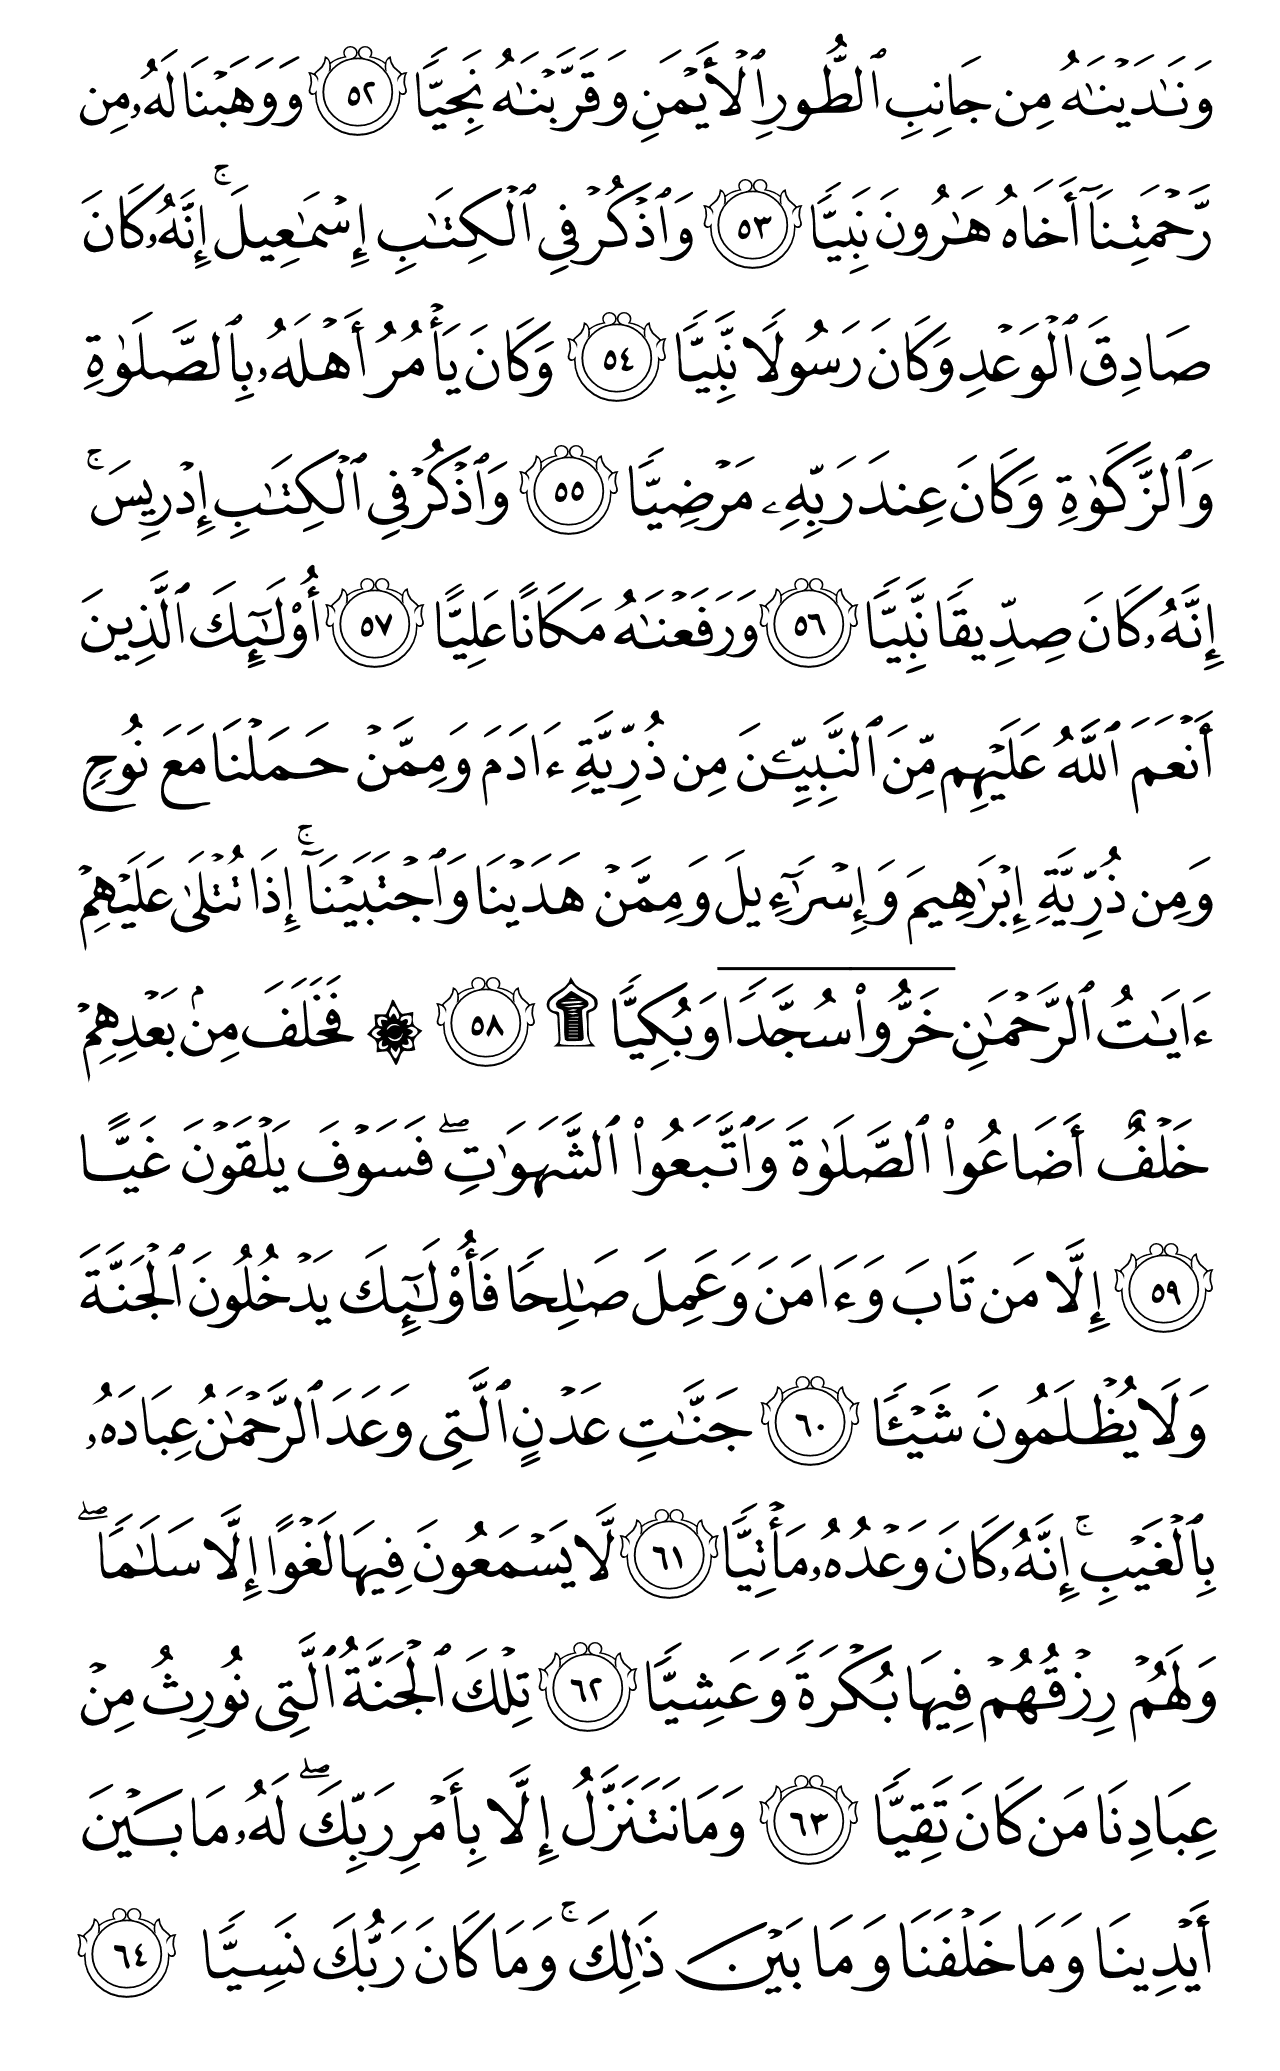 وَنَٰدَيۡنَٰهُ مِن جَانِبِ ٱلطُّورِ ٱلۡأَيۡمَنِ وَقَرَّبۡنَٰهُ نَجِيّٗا ٥٢ وَوَهَبۡنَا لَهُۥ مِن
رَّحۡمَتِنَآ أَخَاهُ هَٰرُونَ نَبِيّٗا ٥٣ وَٱذۡكُرۡ فِي ٱلۡكِتَٰبِ إِسۡمَٰعِيلَۚ إِنَّهُۥ كَانَ
صَادِقَ ٱلۡوَعۡدِ وَكَانَ رَسُولٗا نَّبِيّٗا ٥٤ وَكَانَ يَأۡمُرُ أَهۡلَهُۥ بِٱلصَّلَوٰةِ
وَٱلزَّكَوٰةِ وَكَانَ عِندَ رَبِّهِۦ مَرۡضِيّٗا ٥٥ وَٱذۡكُرۡ فِي ٱلۡكِتَٰبِ إِدۡرِيسَۚ
إِنَّهُۥ كَانَ صِدِّيقٗا نَّبِيّٗا ٥٦ وَرَفَعۡنَٰهُ مَكَانًا عَلِيًّا ٥٧ أُوْلَٰٓئِكَ ٱلَّذِينَ
أَنۡعَمَ ٱللَّهُ عَلَيۡهِم مِّنَ ٱلنَّبِيِّـۧنَ مِن ذُرِّيَّةِ ءَادَمَ وَمِمَّنۡ حَمَلۡنَا مَعَ نُوحٖ
وَمِن ذُرِّيَّةِ إِبۡرَٰهِيمَ وَإِسۡرَٰٓءِيلَ وَمِمَّنۡ هَدَيۡنَا وَٱجۡتَبَيۡنَآۚ إِذَا تُتۡلَىٰ عَلَيۡهِمۡ
ءَايَٰتُ ٱلرَّحۡمَٰنِ خَرُّواْ سُجَّدٗا وَبُكِيّٗا ۩ ٥٨ ۞ فَخَلَفَ مِنۢ بَعۡدِهِمۡ
خَلۡفٌ أَضَاعُواْ ٱلصَّلَوٰةَ وَٱتَّبَعُواْ ٱلشَّهَوَٰتِۖ فَسَوۡفَ يَلۡقَوۡنَ غَيًّا
٥٩ إِلَّا مَن تَابَ وَءَامَنَ وَعَمِلَ صَٰلِحٗا فَأُوْلَٰٓئِكَ يَدۡخُلُونَ ٱلۡجَنَّةَ
وَلَا يُظۡلَمُونَ شَيۡـٔٗا ٦٠ جَنَّٰتِ عَدۡنٍ ٱلَّتِي وَعَدَ ٱلرَّحۡمَٰنُ عِبَادَهُۥ
بِٱلۡغَيۡبِۚ إِنَّهُۥ كَانَ وَعۡدُهُۥ مَأۡتِيّٗا ٦١ لَّا يَسۡمَعُونَ فِيهَا لَغۡوًا إِلَّا سَلَٰمٗاۖ
وَلَهُمۡ رِزۡقُهُمۡ فِيهَا بُكۡرَةٗ وَعَشِيّٗا ٦٢ تِلۡكَ ٱلۡجَنَّةُ ٱلَّتِي نُورِثُ مِنۡ
عِبَادِنَا مَن كَانَ تَقِيّٗا ٦٣ وَمَا نَتَنَزَّلُ إِلَّا بِأَمۡرِ رَبِّكَۖ لَهُۥ مَا بَيۡنَ
أَيۡدِينَا وَمَا خَلۡفَنَا وَمَا بَيۡنَ ذَٰلِكَۚ وَمَا كَانَ رَبُّكَ نَسِيّٗا ٦٤